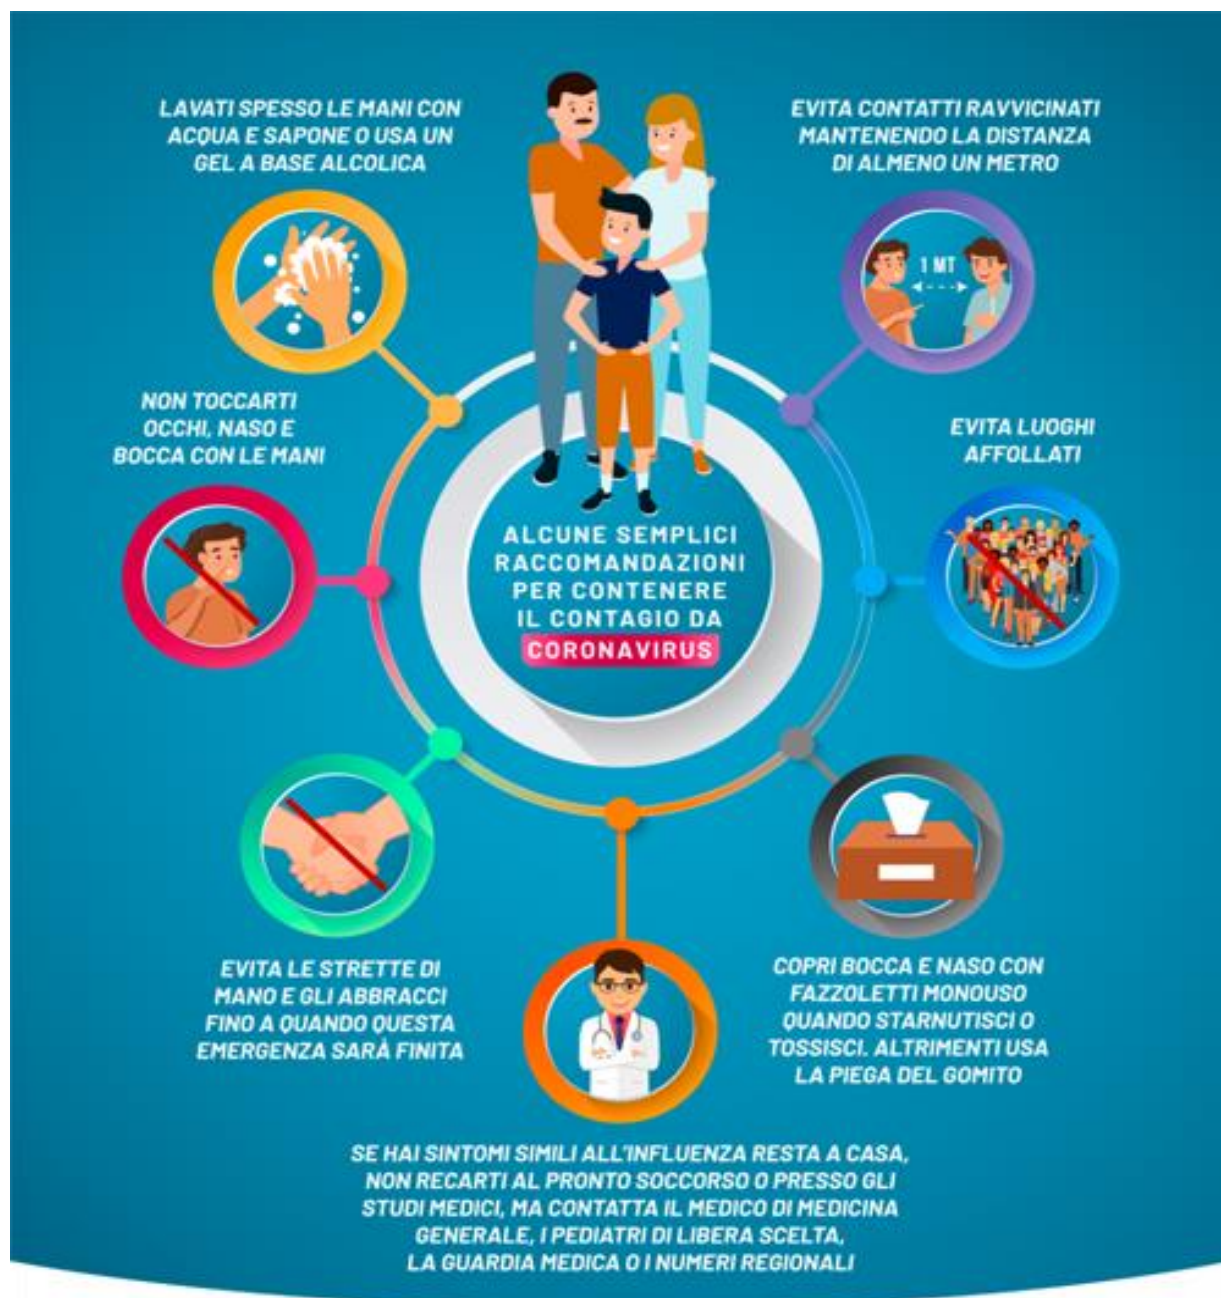 LAVATI SPESSO LE MANI CON
ACQUA E SAPONE O USA UN
GEL A BASE ALCOLICA
EVITA CONTATTI RAVVICINATI
MANTENENDO LA DISTANZA
DI ALMENO UN METRO
1 MT
NON TOCCARTI
OCCHI, NASO E
BOCCA CON LE MANI
EVITA LUOGHI
AFFOLLATI
ALCUNE SEMPLICI
RACCOMANDAZIONI
PER CONTENERE
IL CONTAGIO DA
CORONAVIRUS
EVITA LE STRETTE DI
MANO E GLI ABBRACCI
FINO A QUANDO QUESTA
EMERGENZA SARÀ FINITA
COPRI BOCCA E NASO CON
FAZZOLETTI MONOUSO
QUANDO STARNUTISCI O
TOSSISCI. ALTRIMENTI USA
LA PIEGA DEL GOMITO
SE HAI SINTOMI SIMILI ALL'INFLUENZA RESTA A CASA,
NON RECARTI AL PRONTO SOCCORSO O PRESSO GLI
STUDI MEDICI, MA CONTATTA IL MEDICO DI MEDICINA
GENERALE, I PEDIATRI DI LIBERA SCELTA,
LA GUARDIA MEDICA O I NUMERI REGIONALI